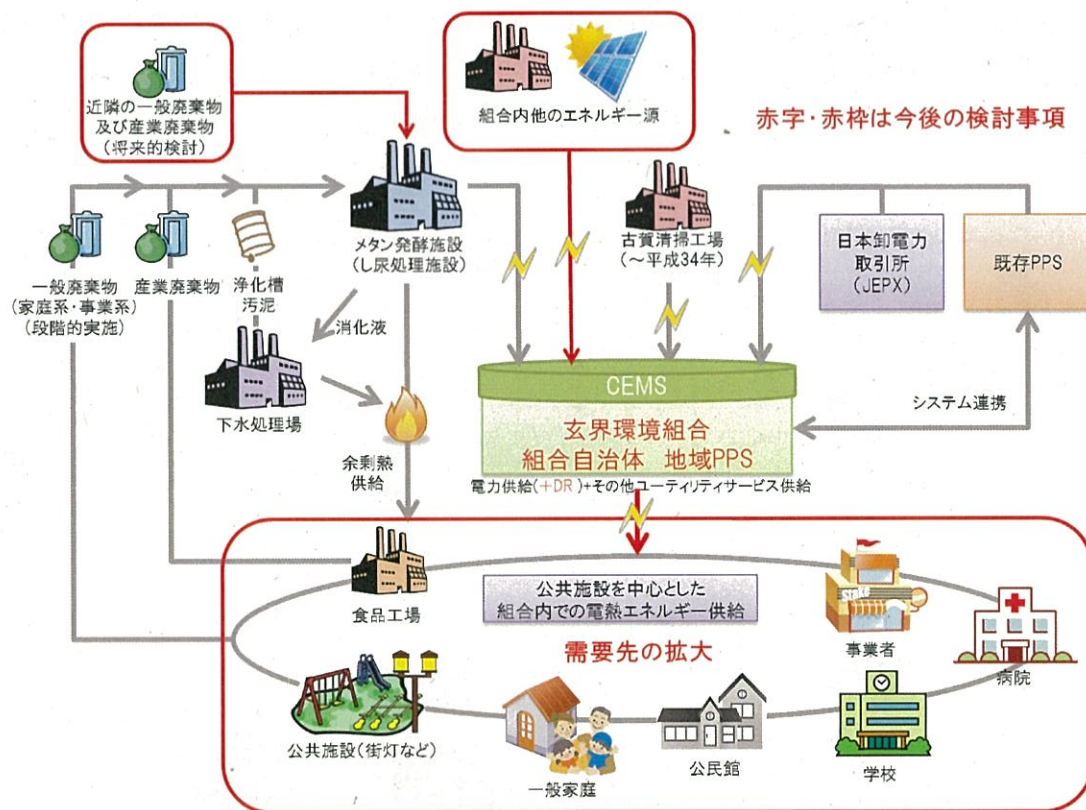 近隣の一般廃棄物
及び産業廃棄物
(将来的検討)
組合内他のエネルギー源
赤字・赤枠は今後の検討事項
メタン発酵施設
(し尿処理施設)
古賀清掃工場
(～平成34年)
日本卸電力
取引所
(JEPX)
既存PPS
一般廃棄物
(家庭系・事業系)
(段階的実施)
産業廃棄物
浄化槽
汚泥
消化液
下水処理場
余剰熱
供給
CEMS
玄界環境組合
組合自治体 地域PPS
電力供給(+DR)+その他ユーティリティサービス供給
システム連携
食品工場
公共施設を中心とした
組合内での電熱エネルギー供給
需要先の拡大
Store
事業者
病院
公共施設(街灯など)
一般家庭
公民館
学校